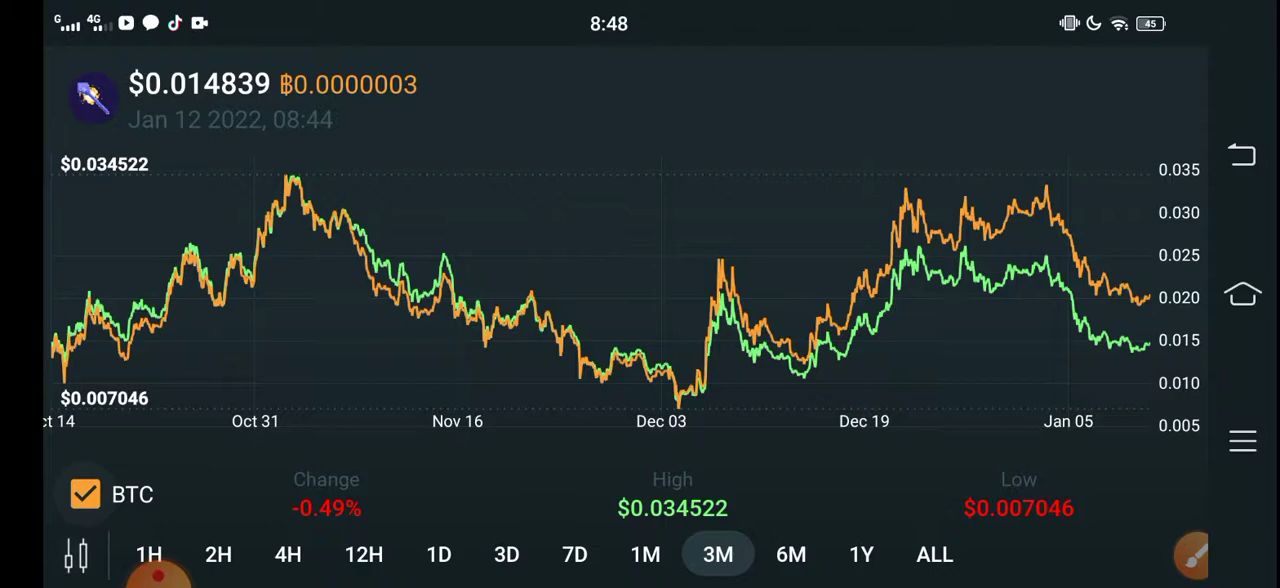 G 4G 8:48 45
$0.014839 ฿0.0000003
Jan 12 2022, 08:44
$0.034522
0.035
0.030
0.025
0.020
0.015
0.010
0.005
$0.007046
ct 14 Oct 31 Nov 16 Dec 03 Dec 19 Jan 05
BTC
Change High Low
-0.49% $0.034522 $0.007046
1H 2H 4H 12H 1D 3D 7D 1M 3M 6M 1Y ALL